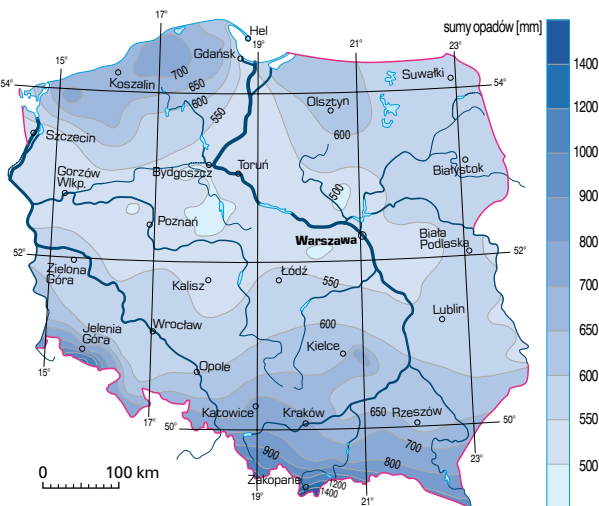 sumy opadów [mm]
1400
1200
1000
900
800
700
650
600
550
500
17°
Hel
19°
21°
23°
15°
Gdańsk
54°
Koszalin
700
650
600
550
Suwałki
54°
Olsztyn
600
Szczecin
Gorzów
Wlkp.
Bydgoszcz
Toruń
Białystok
500
Poznań
Warszawa
Biała
Podlaska
52°
52°
Zielona
Góra
Kalisz
Łódź
550
600
Lublin
Jelenia
Góra
Wrocław
Kielce
15°
Opole
17°
50°
Katowice
Kraków
650
Rzeszów
50°
700
900
800
23°
Zakopane
1200
1400
19°
21°
0
100 km